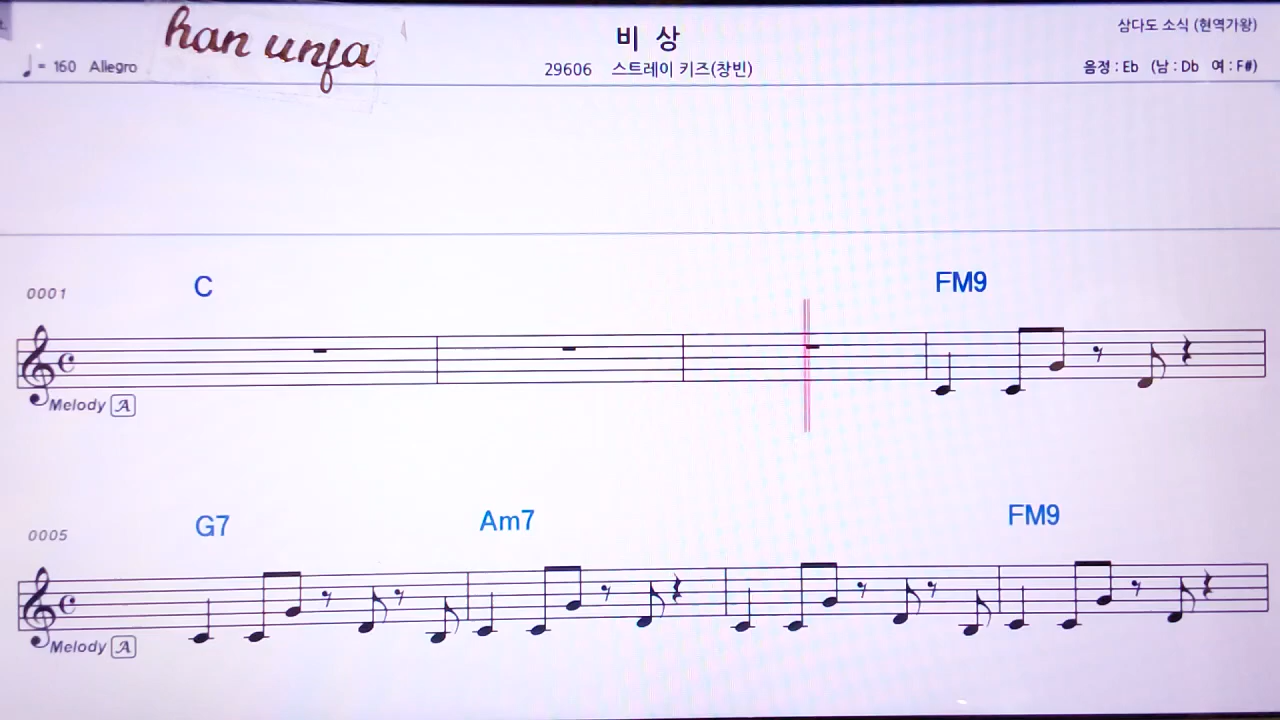 han unfa
비 상
삼다도 소식 (현역가왕)
♩ = 160 Allegro
29606 스트레이 키즈(창빈)
음정 : Eb (남 : Db 여 : F#)
C FM9
0001
Melody A
G7 Am7 FM9
0005
Melody A